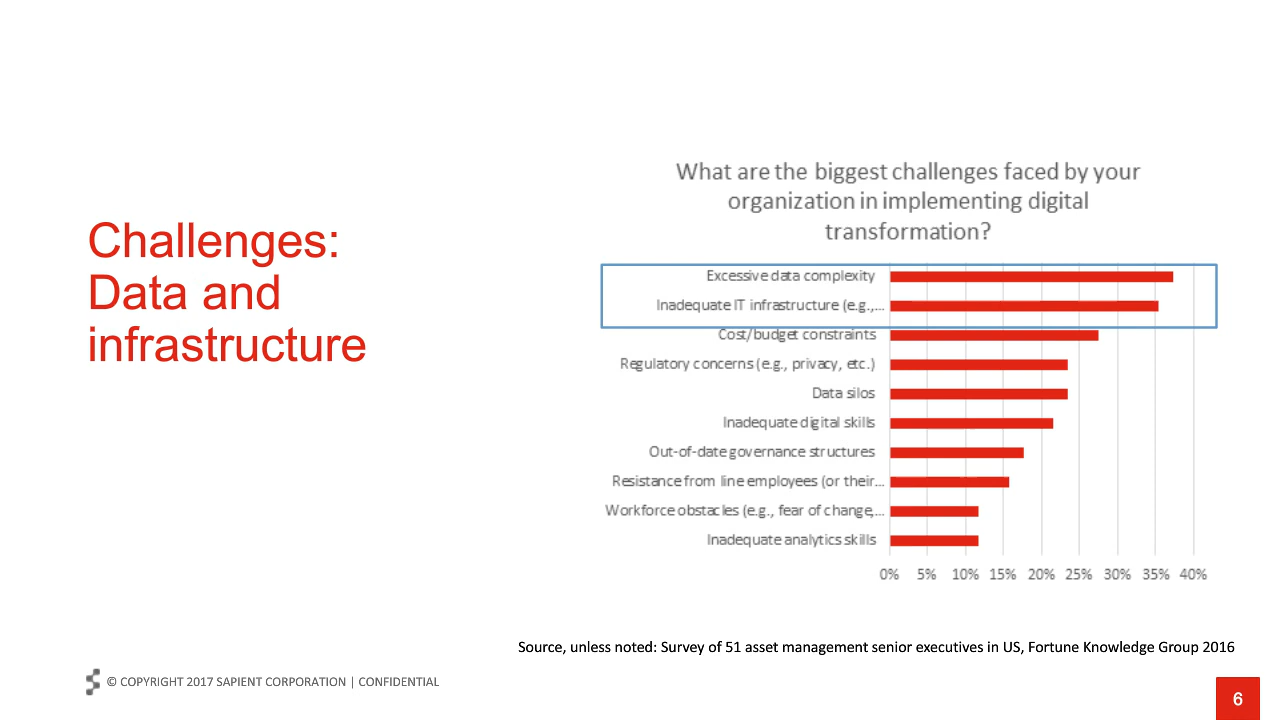 Challenges:
Data and
infrastructure
What are the biggest challenges faced by your
organization in implementing digital
transformation?
Excessive data complexity
Inadequate IT infrastructure (e.g.,...
Cost/budget constraints
Regulatory concerns (e.g., privacy, etc.)
Data silos
Inadequate digital skills
Out-of-date governance structures
Resistance from line employees (or their...
Workforce obstacles (e.g., fear of change,...
Inadequate analytics skills
0% 5% 10% 15% 20% 25% 30% 35% 40%
Source, unless noted: Survey of 51 asset management senior executives in US, Fortune Knowledge Group 2016
© COPYRIGHT 2017 SAPIENT CORPORATION | CONFIDENTIAL
6